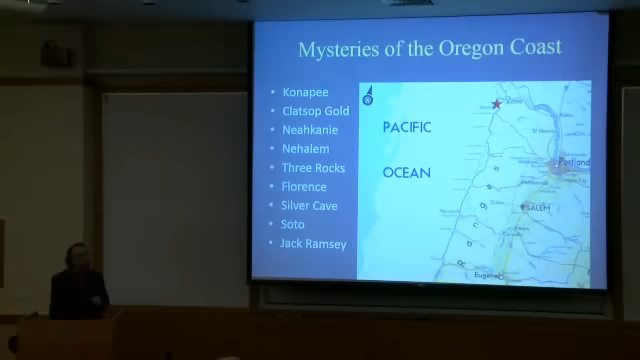 Mysteries of the Oregon Coast
Konapee
Clatsop Gold
Neahkanie
Nehalem
Three Rocks
Florence
Silver Cave
Soto
Jack Ramsey
PACIFIC
OCEAN
Portland
SALEM
Ranges
Eugene